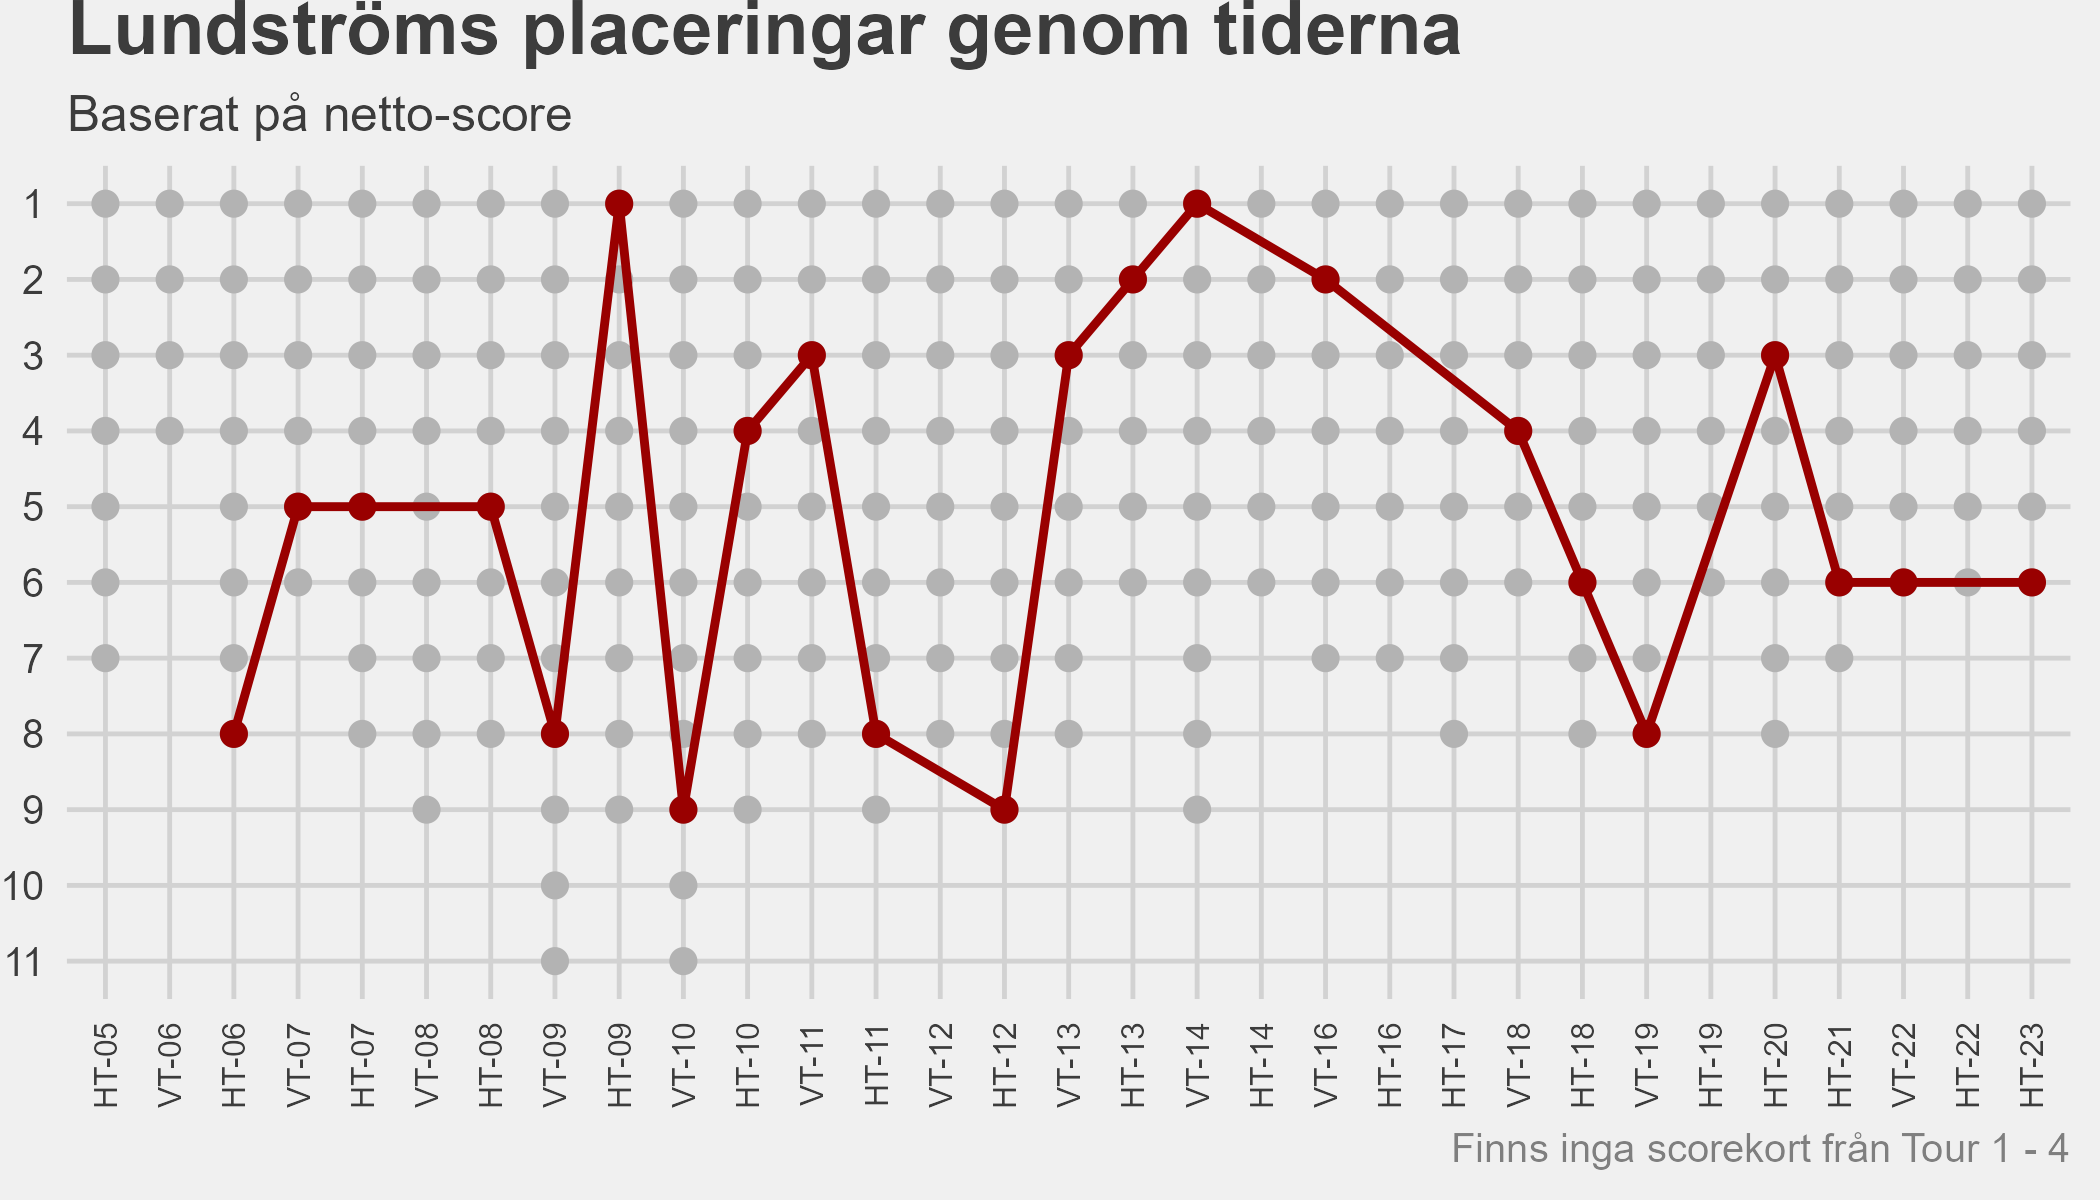 Lundströms placeringar genom tiderna
Baserat på netto-score
1
2
3
4
5
6
7
8
9
10
11
HT-05
VT-06
HT-06
VT-07
HT-07
VT-08
HT-08
VT-09
HT-09
VT-10
HT-10
VT-11
HT-11
VT-12
HT-12
VT-13
HT-13
VT-14
HT-14
VT-16
HT-16
HT-17
VT-18
HT-18
VT-19
HT-19
HT-20
HT-21
VT-22
HT-22
HT-23
Finns inga scorekort från Tour 1 - 4